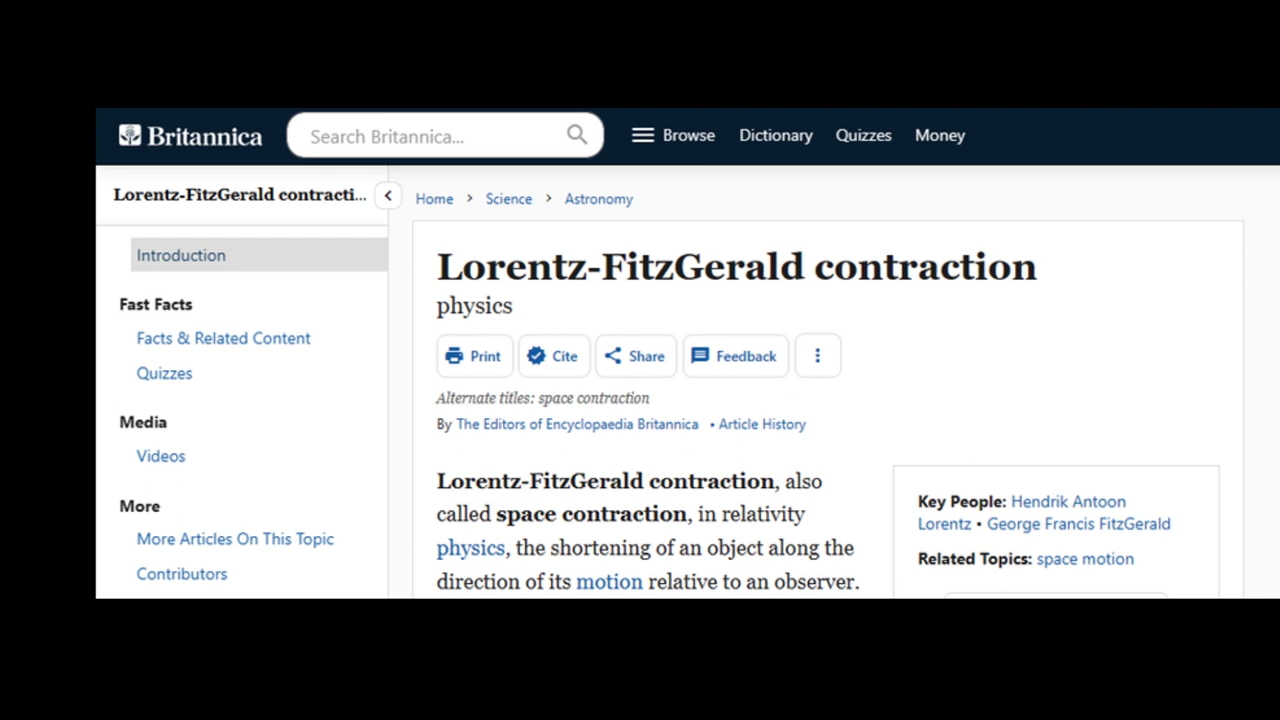 Britannica
Search Britannica...
Browse
Dictionary
Quizzes
Money
Lorentz-FitzGerald contracti...
Introduction
Fast Facts
Facts & Related Content
Quizzes
Media
Videos
More
More Articles On This Topic
Contributors
Home > Science > Astronomy
Lorentz-FitzGerald contraction
physics
Print
Cite
Share
Feedback
Alternate titles: space contraction
By The Editors of Encyclopaedia Britannica • Article History
Lorentz-FitzGerald contraction, also
called space contraction, in relativity
physics, the shortening of an object along the
direction of its motion relative to an observer.
Key People: Hendrik Antoon
Lorentz • George Francis FitzGerald
Related Topics: space motion